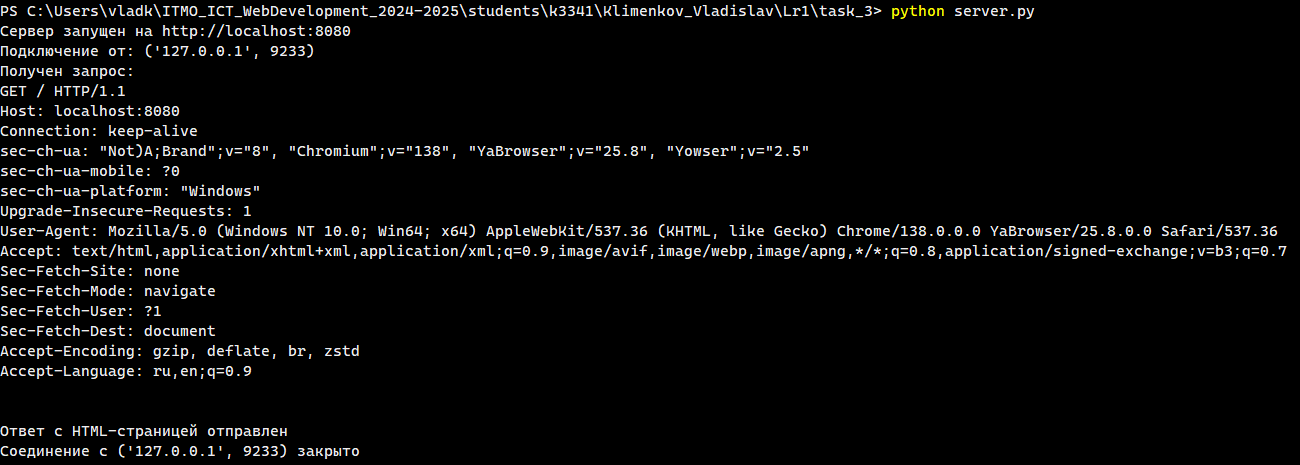 PS C:\Users\vladk\ITMO_ICT_WebDevelopment_2024-2025\students\k3341\Klimenkov_Vladislav\Lr1\task_3> python server.py
Сервер запущен на http://localhost:8080
Подключение от: ('127.0.0.1', 9233)
Получен запрос:
GET / HTTP/1.1
Host: localhost:8080
Connection: keep-alive
sec-ch-ua: "Not)A;Brand";v="8", "Chromium";v="138", "YaBrowser";v="25.8", "Yowser";v="2.5"
sec-ch-ua-mobile: ?0
sec-ch-ua-platform: "Windows"
Upgrade-Insecure-Requests: 1
User-Agent: Mozilla/5.0 (Windows NT 10.0; Win64; x64) AppleWebKit/537.36 (KHTML, like Gecko) Chrome/138.0.0.0 YaBrowser/25.8.0.0 Safari/537.36
Accept: text/html,application/xhtml+xml,application/xml;q=0.9,image/avif,image/webp,image/apng,*/*;q=0.8,application/signed-exchange;v=b3;q=0.7
Sec-Fetch-Site: none
Sec-Fetch-Mode: navigate
Sec-Fetch-User: ?1
Sec-Fetch-Dest: document
Accept-Encoding: gzip, deflate, br, zstd
Accept-Language: ru,en;q=0.9
Ответ с HTML-страницей отправлен
Соединение с ('127.0.0.1', 9233) закрыто